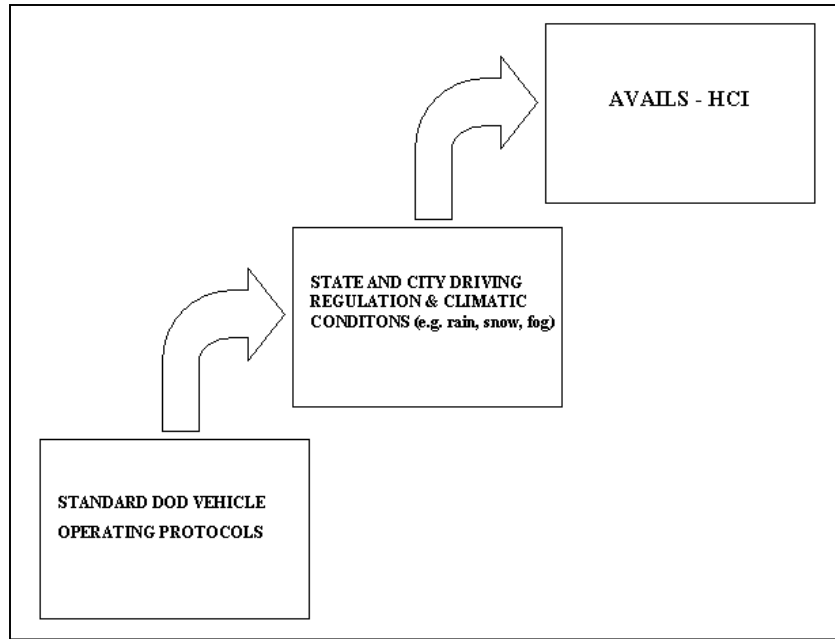 AVAILS - HCI
STATE AND CITY DRIVING
REGULATION & CLIMATIC
CONDITONS (e.g. rain, snow, fog)
STANDARD DOD VEHICLE
OPERATING PROTOCOLS